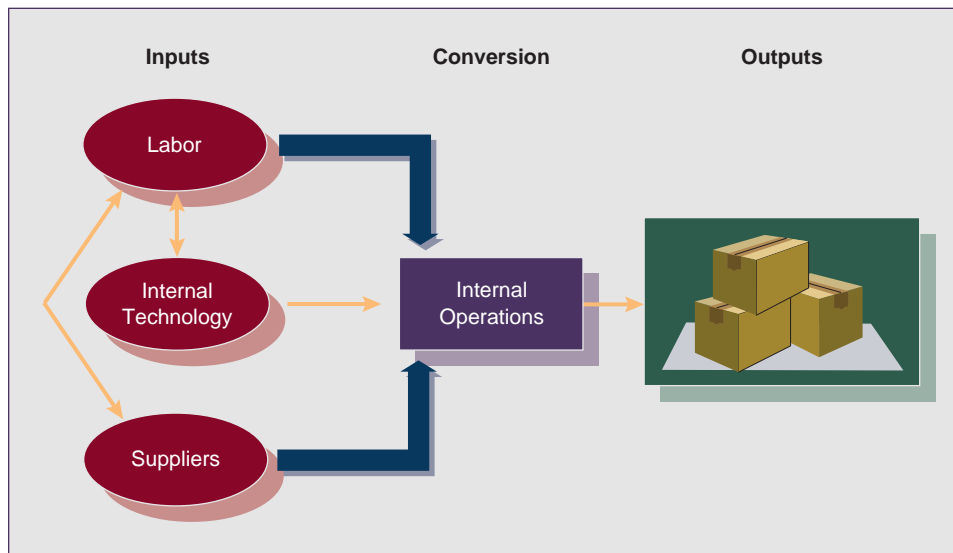 Inputs
Conversion
Outputs
Labor
Internal
Technology
Internal
Operations
Suppliers